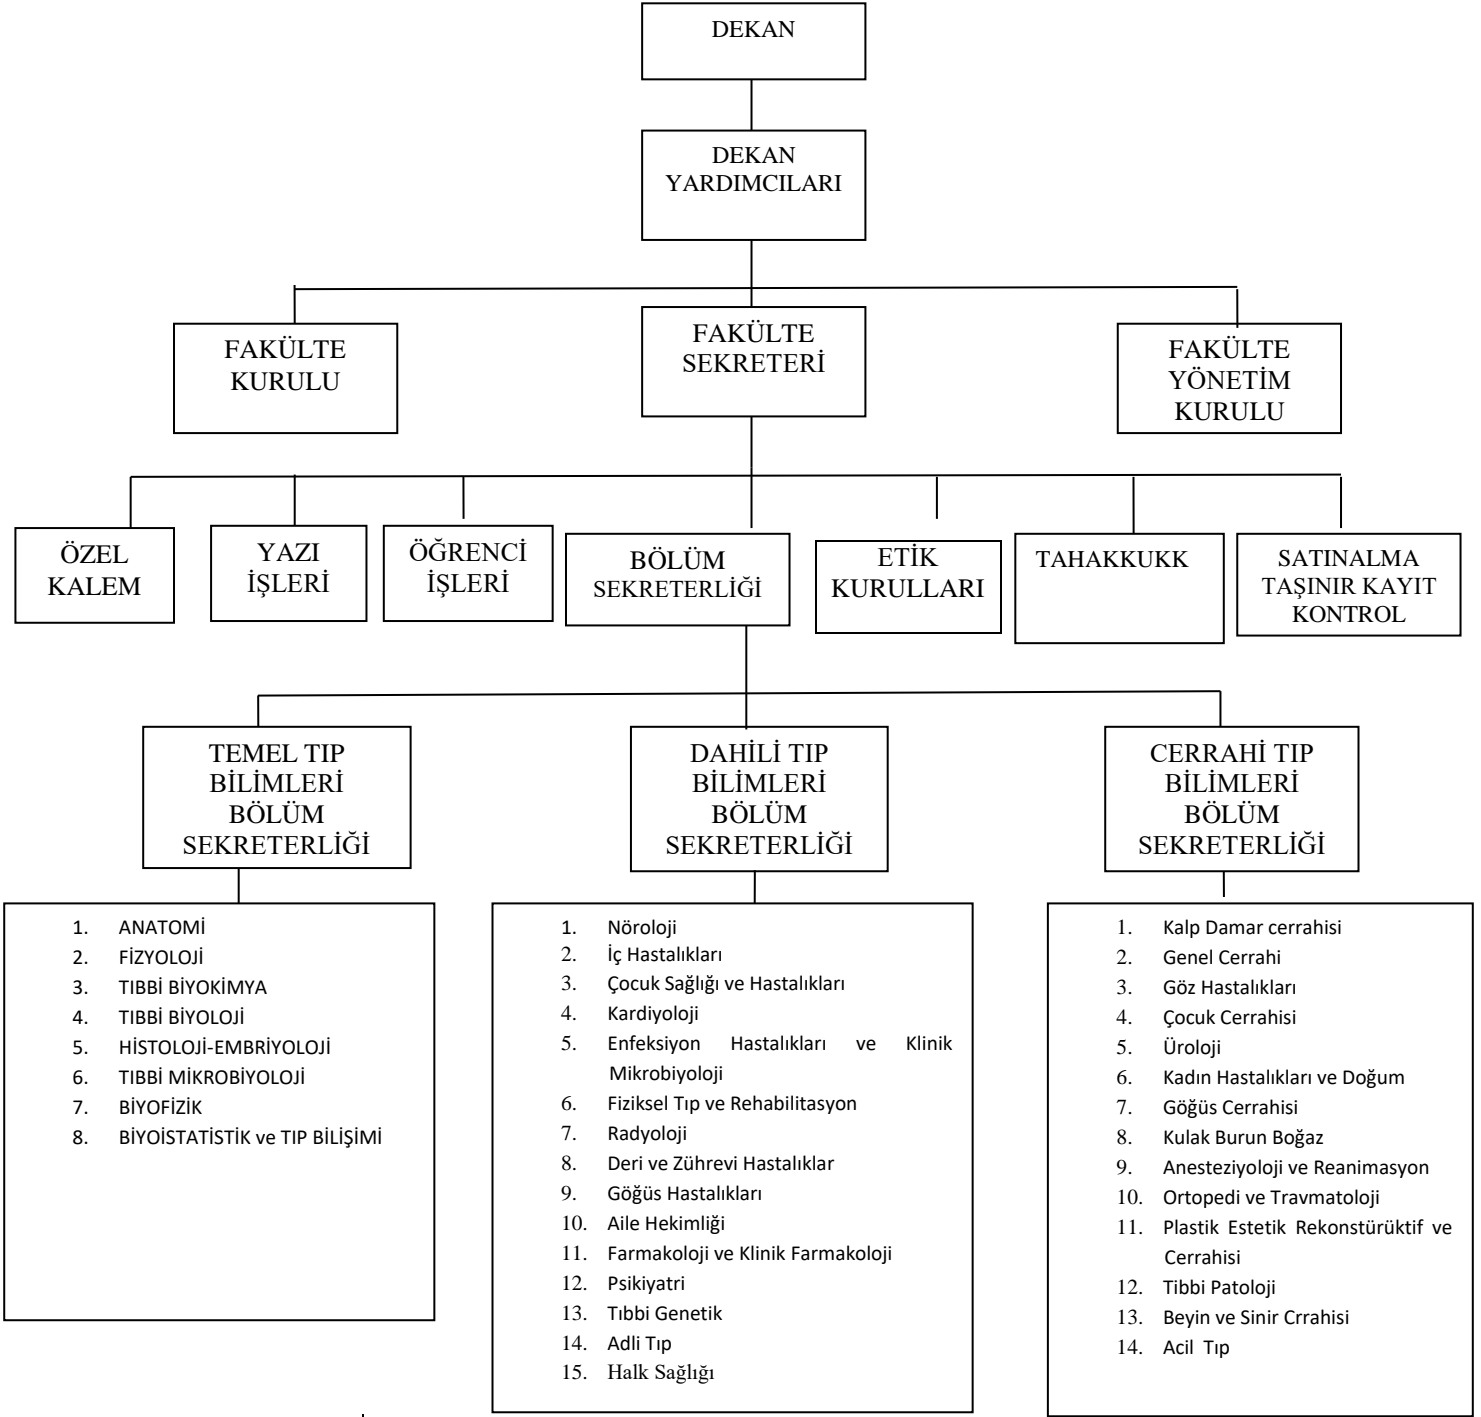 DEKAN
DEKAN
YARDIMCILARI
FAKÜLTE
KURULU
FAKÜLTE
SEKRETERİ
FAKÜLTE
YÖNETİM
KURULU
ÖZEL
KALEM
YAZI
İŞLERİ
ÖĞRENCİ
İŞLERİ
BÖLÜM
SEKRETERLİĞİ
ETİK
KURULLARI
TAHAKKUKK
SATINALMA
TAŞINIR KAYIT
KONTROL
TEMEL TIP
BİLİMLERİ
BÖLÜM
SEKRETERLİĞİ
DAHİLİ TIP
BİLİMLERİ
BÖLÜM
SEKRETERLİĞİ
CERRAHİ TIP
BİLİMLERİ
BÖLÜM
SEKRETERLİĞİ
1. ANATOMİ
2. FİZYOLOJİ
3. TIBBİ BİYOKİMYA
4. TIBBİ BİYOLOJİ
5. HİSTOLOJİ-EMBRİYOLOJİ
6. TIBBİ MİKROBİYOLOJİ
7. BİYOFİZİK
8. BİYOİSTATİSTİK ve TIP BİLİŞİMİ
1. Nöroloji
2. İç Hastalıkları
3. Çocuk Sağlığı ve Hastalıkları
4. Kardiyoloji
5. Enfeksiyon Hastalıkları ve Klinik
Mikrobiyoloji
6. Fiziksel Tıp ve Rehabilitasyon
7. Radyoloji
8. Deri ve Zührevi Hastalıklar
9. Göğüs Hastalıkları
10. Aile Hekimliği
11. Farmakoloji ve Klinik Farmakoloji
12. Psikiyatri
13. Tıbbi Genetik
14. Adli Tıp
15. Halk Sağlığı
1. Kalp Damar cerrahisi
2. Genel Cerrahi
3. Göz Hastalıkları
4. Çocuk Cerrahisi
5. Üroloji
6. Kadın Hastalıkları ve Doğum
7. Göğüs Cerrahisi
8. Kulak Burun Boğaz
9. Anesteziyoloji ve Reanimasyon
10. Ortopedi ve Travmatoloji
11. Plastik Estetik Rekonstürüktif ve
Cerrahisi
12. Tibbi Patoloji
13. Beyin ve Sinir Crrahisi
14. Acil Tıp